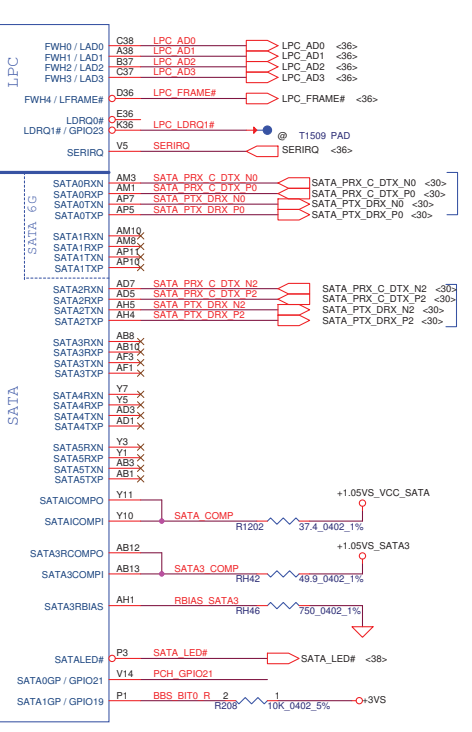 LPC
FWH0 / LAD0 C38 LPC_AD0 LPC_AD0 <36>
FWH1 / LAD1 A38 LPC_AD1 LPC_AD1 <36>
FWH2 / LAD2 B37 LPC_AD2 LPC_AD2 <36>
FWH3 / LAD3 C37 LPC_AD3 LPC_AD3 <36>
FWH4 / LFRAME# D36 LPC_FRAME# LPC_FRAME# <36>
LDRQ0# E36
LDRQ1# / GPIO23 K36 LPC_LDRQ1#
@ T1509 PAD
SERIRQ V5 SERIRQ SERIRQ <36>
SATA 6G
SATA0RXN AM3 SATA_PRX_C_DTX_N0 SATA_PRX_C_DTX_N0 <30>
SATA0RXP AM1 SATA_PRX_C_DTX_P0 SATA_PRX_C_DTX_P0 <30>
SATA0TXN AP7 SATA_PTX_DRX_N0 SATA_PTX_DRX_N0 <30>
SATA0TXP AP5 SATA_PTX_DRX_P0 SATA_PTX_DRX_P0 <30>
SATA1RXN AM10
SATA1RXP AM8
SATA1TXN AP11
SATA1TXP AP10
SATA
SATA2RXN AD7 SATA_PRX_C_DTX_N2 SATA_PRX_C_DTX_N2 <30>
SATA2RXP AD5 SATA_PRX_C_DTX_P2 SATA_PRX_C_DTX_P2 <30>
SATA2TXN AH5 SATA_PTX_DRX_N2 SATA_PTX_DRX_N2 <30>
SATA2TXP AH4 SATA_PTX_DRX_P2 SATA_PTX_DRX_P2 <30>
SATA3RXN AB8
SATA3RXP AB10
SATA3TXN AF3
SATA3TXP AF1
SATA4RXN Y7
SATA4RXP Y5
SATA4TXN AD3
SATA4TXP AD1
SATA5RXN Y3
SATA5RXP Y1
SATA5TXN AB3
SATA5TXP AB1
SATAICOMPO Y11
+1.05VS_VCC_SATA
SATAICOMPI Y10 SATA_COMP
R1202 37.4_0402_1%
SATA3RCOMPO AB12
+1.05VS_SATA3
SATA3COMPI AB13 SATA3_COMP
RH42 49.9_0402_1%
SATA3RBIAS AH1 RBIAS_SATA3
RH46 750_0402_1%
SATALED# P3 SATA_LED# SATA_LED# <38>
SATA0GP / GPIO21 V14 PCH_GPIO21
SATA1GP / GPIO19 P1 BBS_BIT0_R 2 1 +3VS
R208 10K_0402_5%